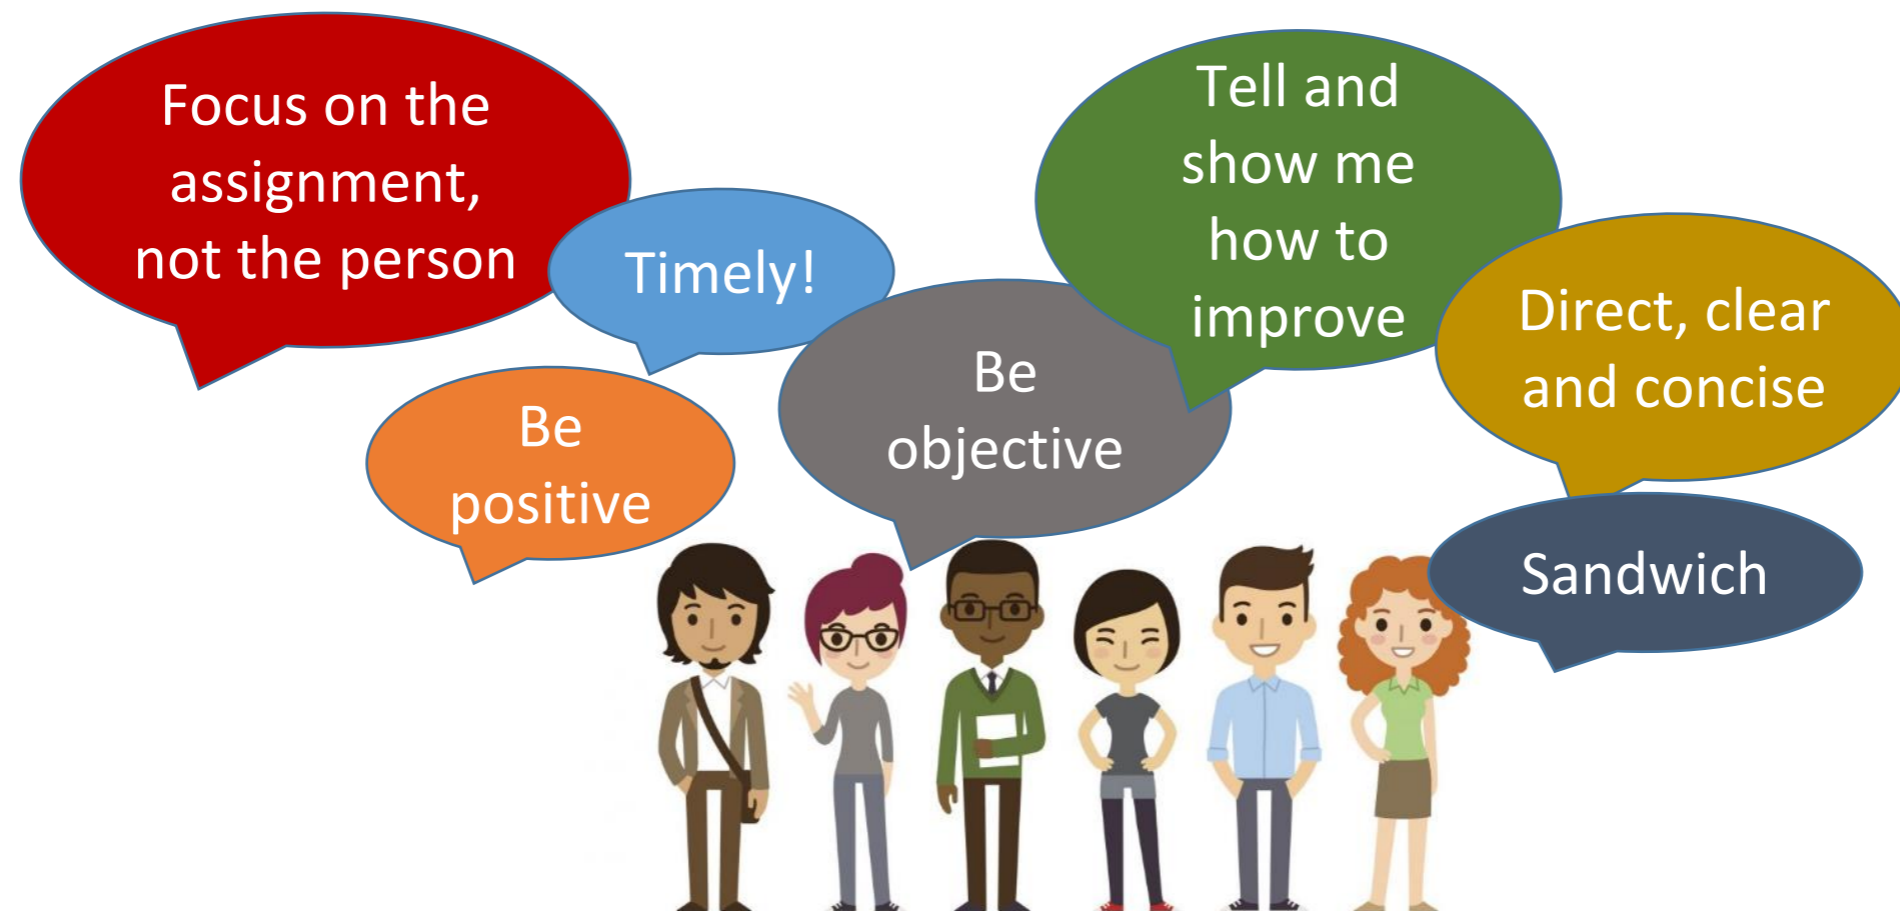 Focus on the
assignment,
not the person
Timely!
Be
positive
Be
objective
Tell and
show me
how to
improve
Direct, clear
and concise
Sandwich